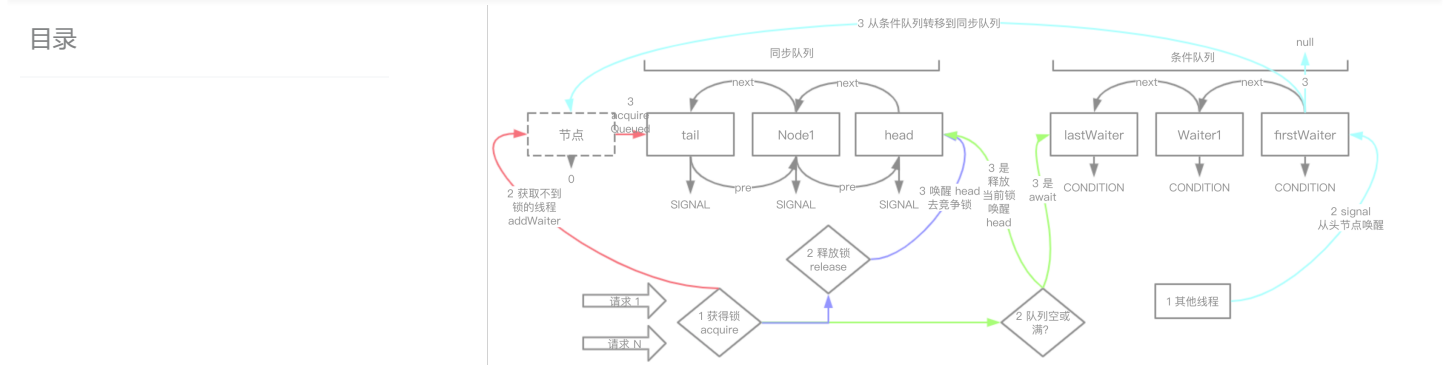 目录
3 从条件队列转移到同步队列
同步队列
条件队列
null
next
next
next
next
3
3
acquire
Queued
节点
tail
Node1
head
lastWaiter
Waiter1
firstWaiter
0
pre
pre
SIGNAL
SIGNAL
SIGNAL
CONDITION
CONDITION
CONDITION
2 获取不到
锁的线程
addWaiter
3 唤醒 head
去竞争锁
3 是
释放
当前锁
唤醒
head
3 是
await
2 signal
从头节点唤醒
2 释放锁
release
请求 1
请求 N
1 获得锁
acquire
2 队列空或
满?
1 其他线程